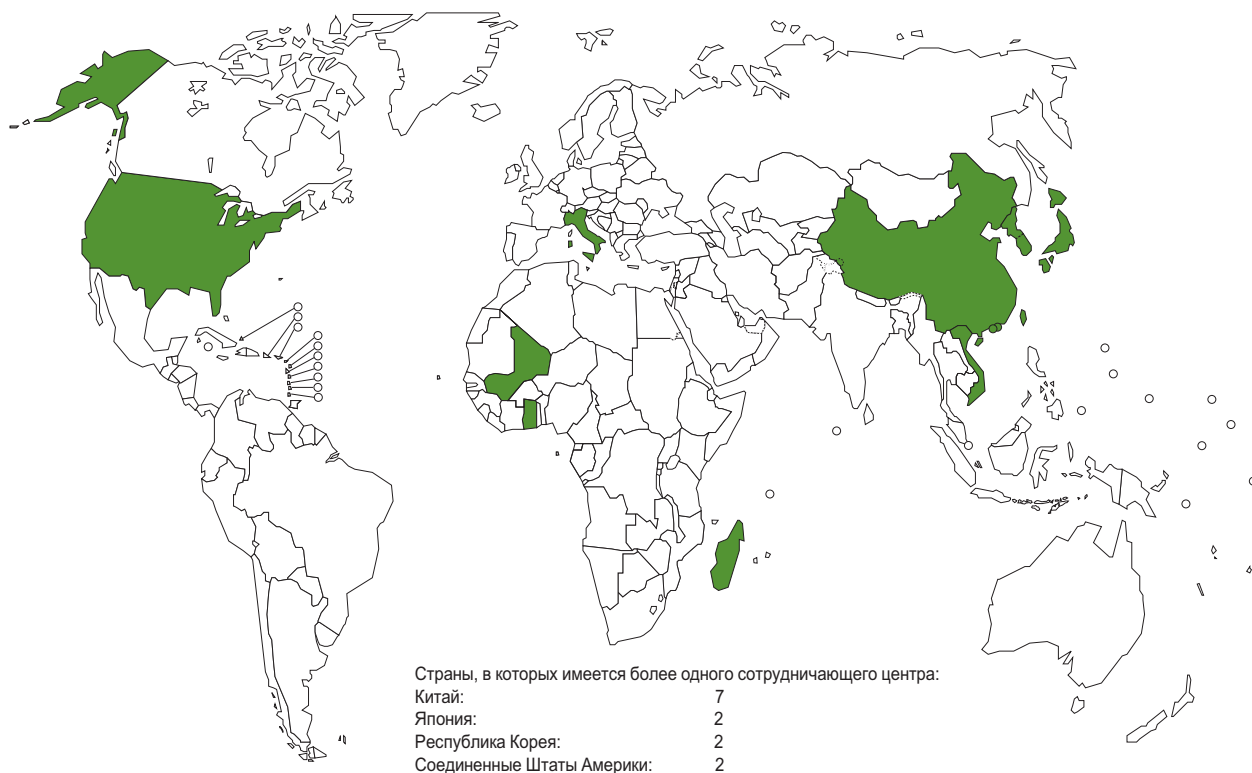 Страны, в которых имеется более одного сотрудничающего центра:
Китай: 7
Япония: 2
Республика Корея: 2
Соединенные Штаты Америки: 2